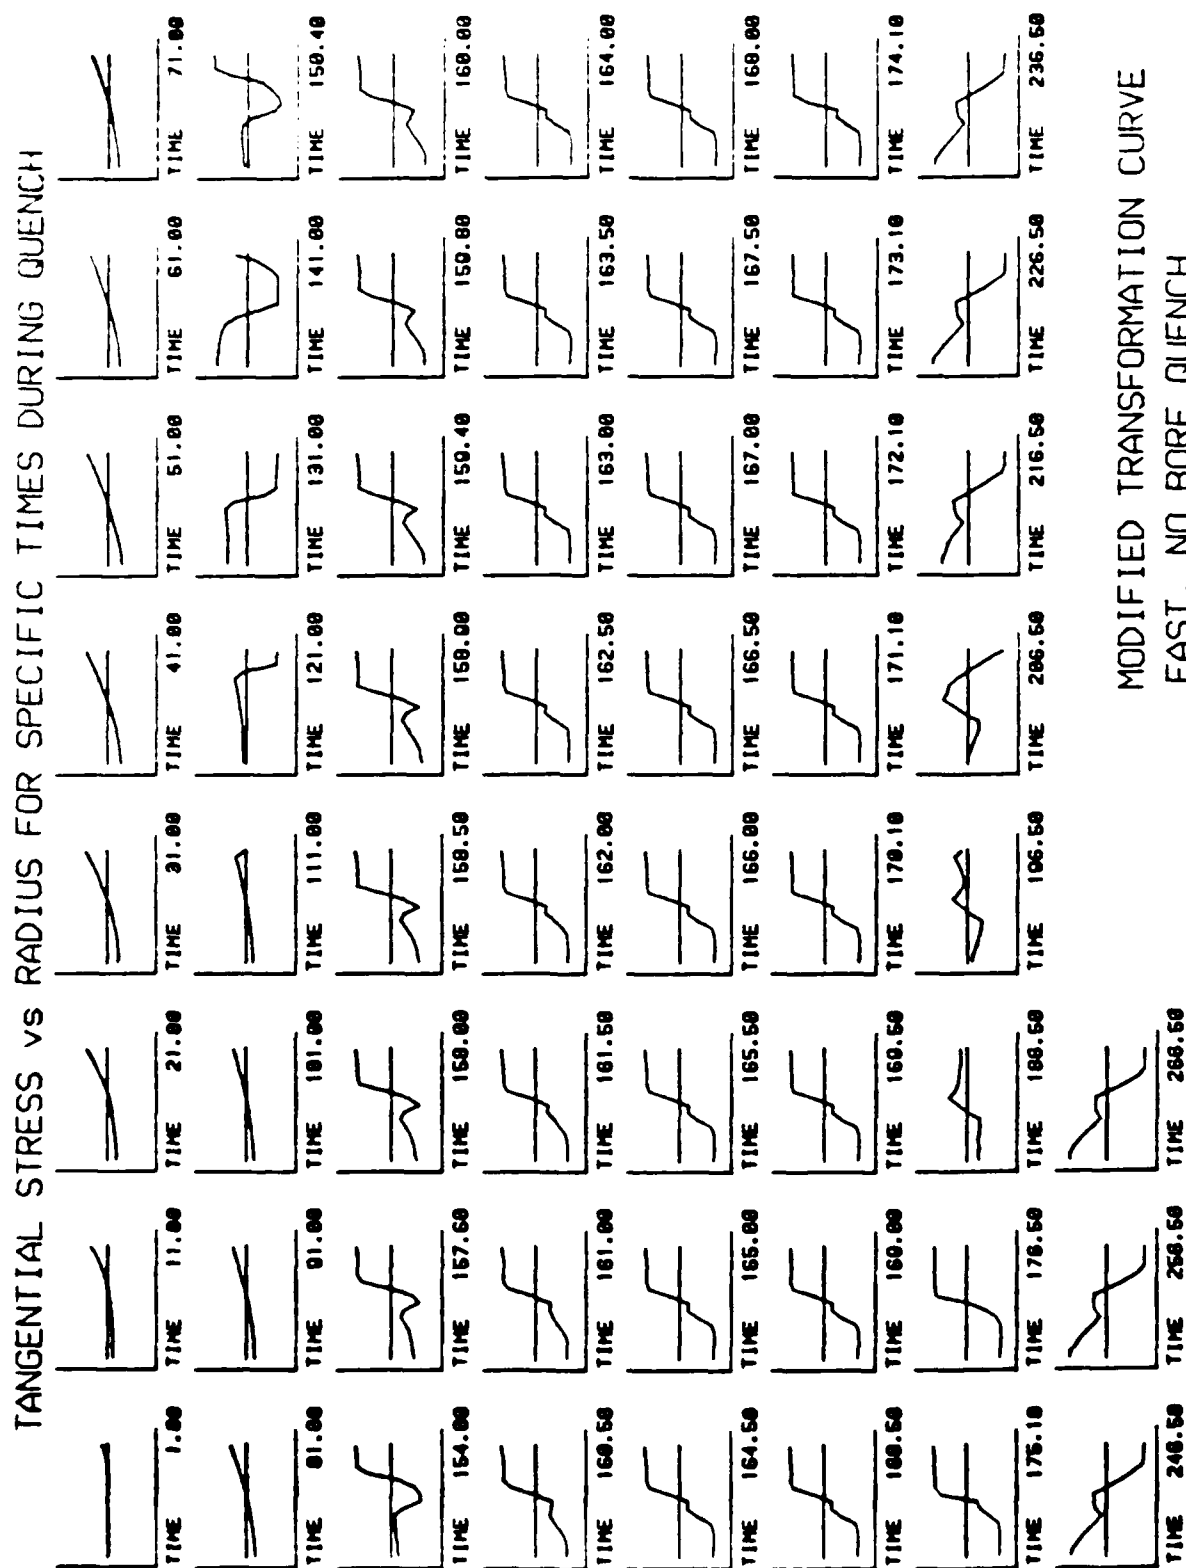 TANGENTIAL STRESS vs RADIUS FOR SPECIFIC TIMES DURING QUENCH
TIME 1.00 TIME 11.00 TIME 21.00 TIME 31.00 TIME 41.00 TIME 51.00 TIME 61.00 TIME 71.00
TIME 81.00 TIME 91.00 TIME 101.00 TIME 111.00 TIME 121.00 TIME 131.00 TIME 141.00 TIME 150.40
TIME 154.00 TIME 157.60 TIME 158.00 TIME 158.50 TIME 159.00 TIME 159.40 TIME 159.80 TIME 160.00
TIME 160.50 TIME 161.00 TIME 161.50 TIME 162.00 TIME 162.50 TIME 163.00 TIME 163.50 TIME 164.00
TIME 164.50 TIME 165.00 TIME 165.50 TIME 166.00 TIME 166.50 TIME 167.00 TIME 167.50 TIME 168.00
TIME 168.50 TIME 169.00 TIME 169.50 TIME 170.10 TIME 171.10 TIME 172.10 TIME 173.10 TIME 174.10
TIME 175.10 TIME 176.50 TIME 186.50 TIME 196.50 TIME 206.50 TIME 216.50 TIME 226.50 TIME 236.50
TIME 246.50 TIME 256.50 TIME 266.50
MODIFIED TRANSFORMATION CURVE
FAST, NO BORE QUENCH